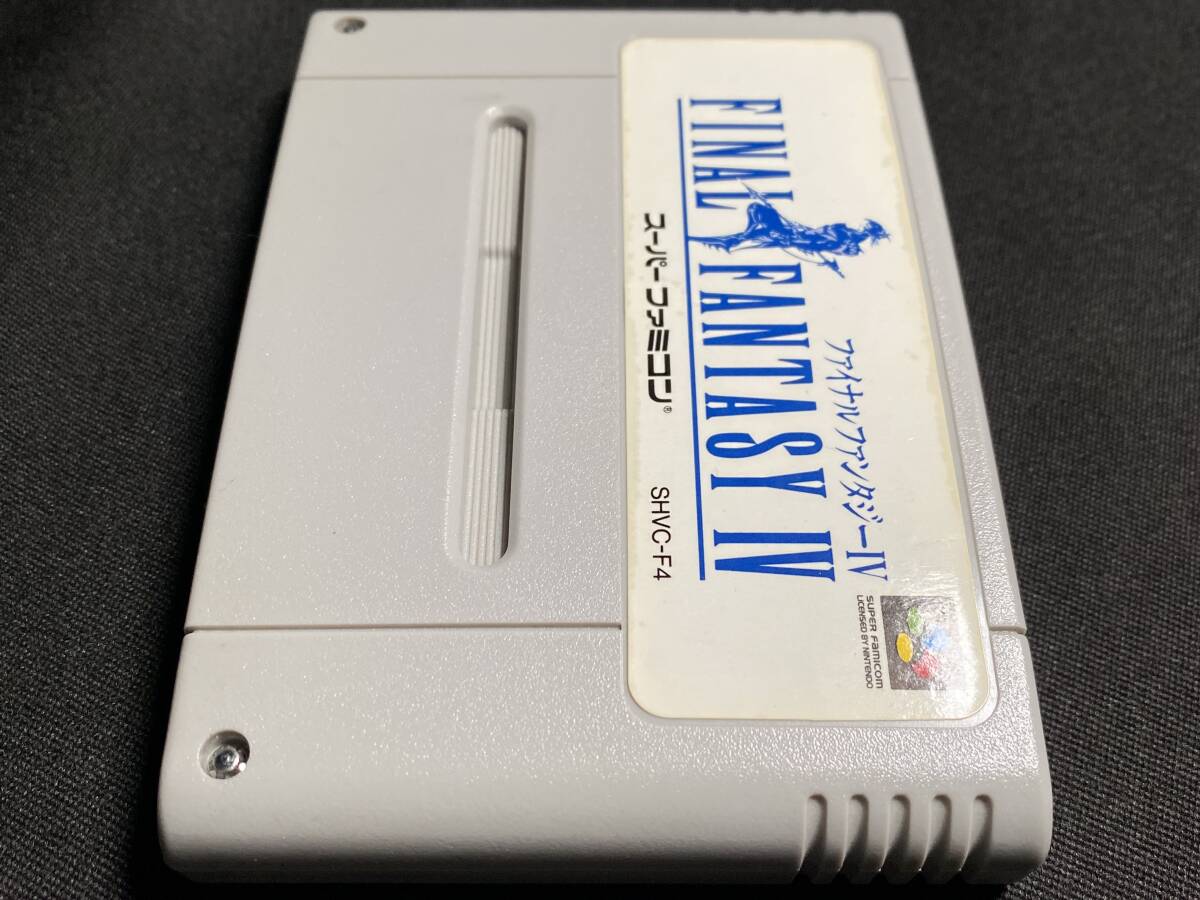 ファイナルファンタジーIV
FINAL FANTASY IV
スーパーファミコン®
SHVC-F4
SUPER FAMICOM
LICENSED BY NINTENDO